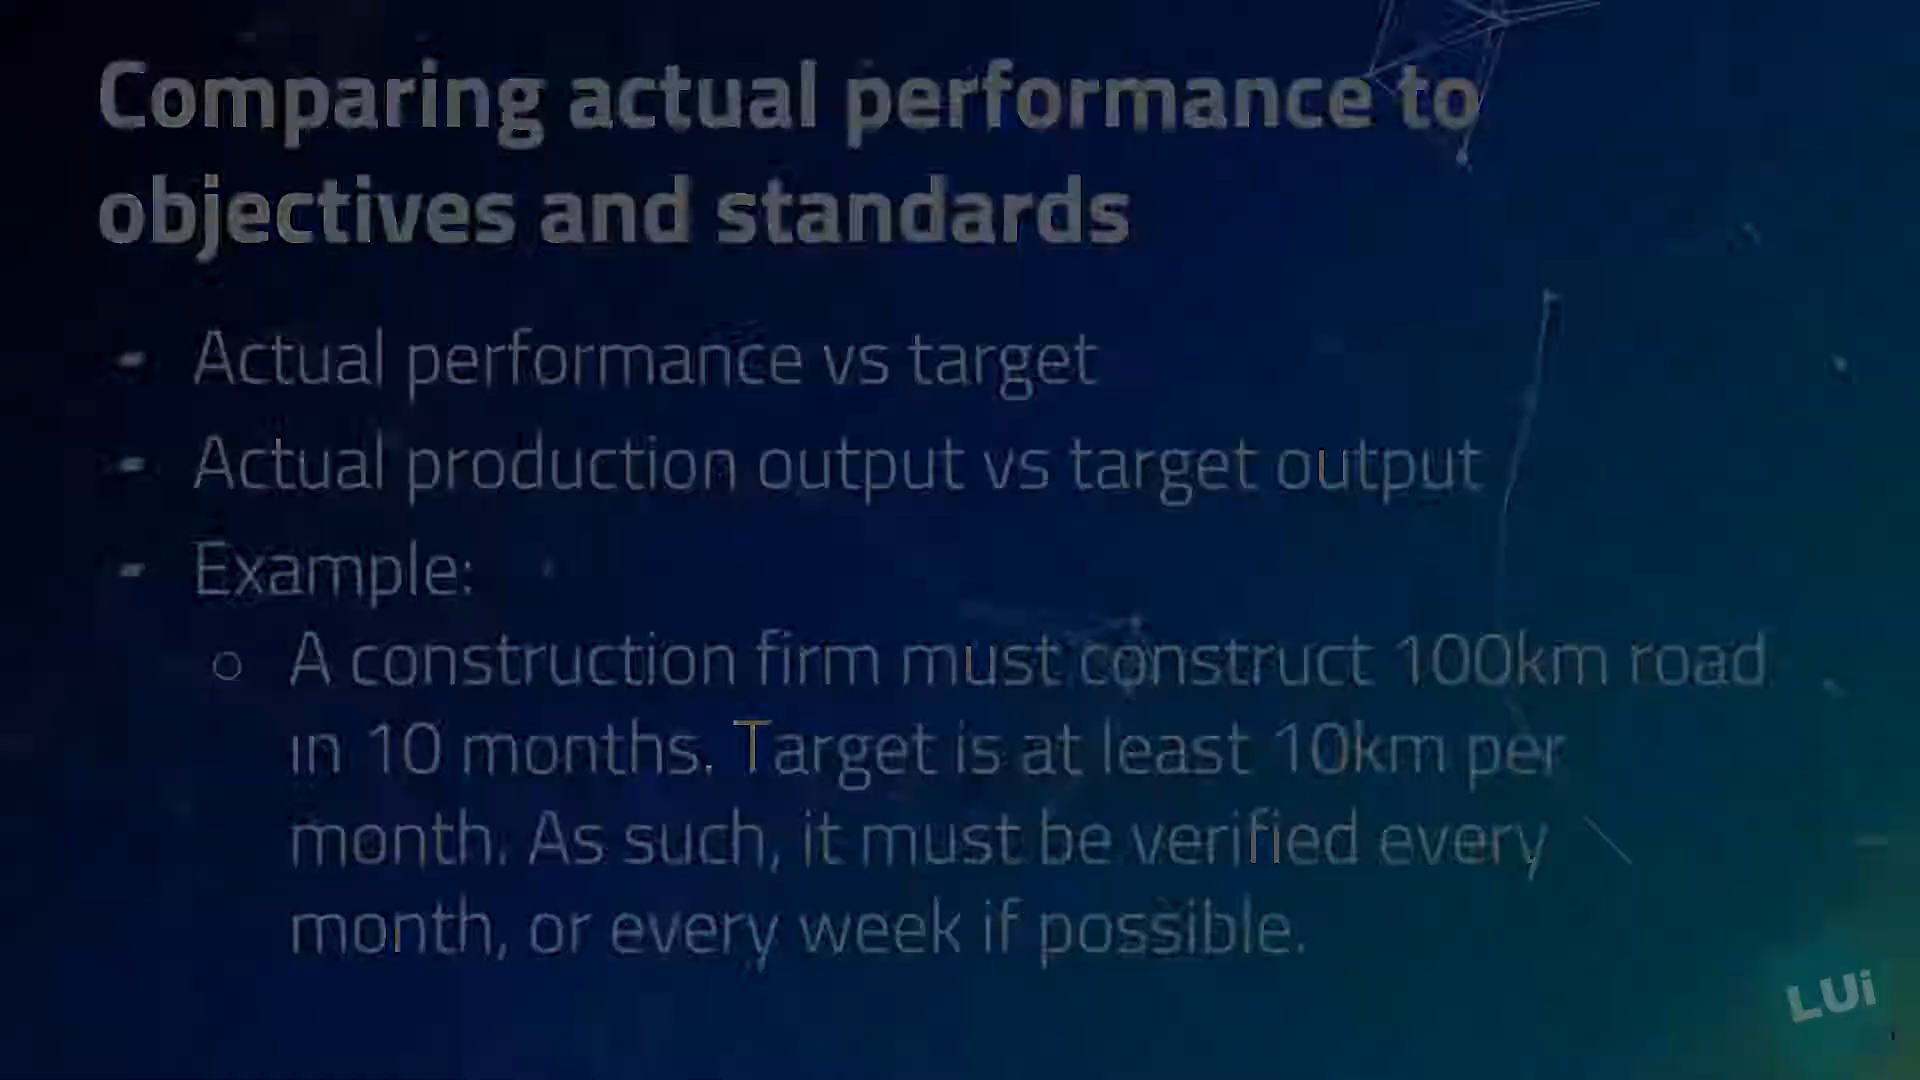 Comparing actual performance to
objectives and standards
- Actual performance vs target
- Actual production output vs target output
- Example:
○ A construction firm must construct 100km road
in 10 months. Target is at least 10km per
month. As such, it must be verified every
month, or every week if possible.
LUi